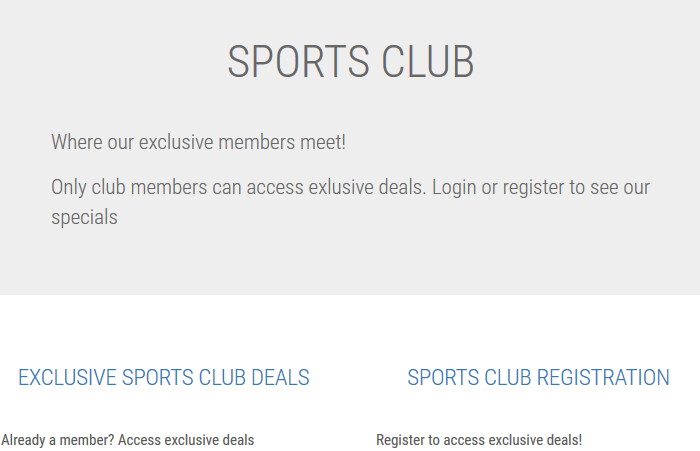 SPORTS CLUB
Where our exclusive members meet!
Only club members can access exlusive deals. Login or register to see our
specials
EXCLUSIVE SPORTS CLUB DEALS
SPORTS CLUB REGISTRATION
Already a member? Access exclusive deals
Register to access exclusive deals!